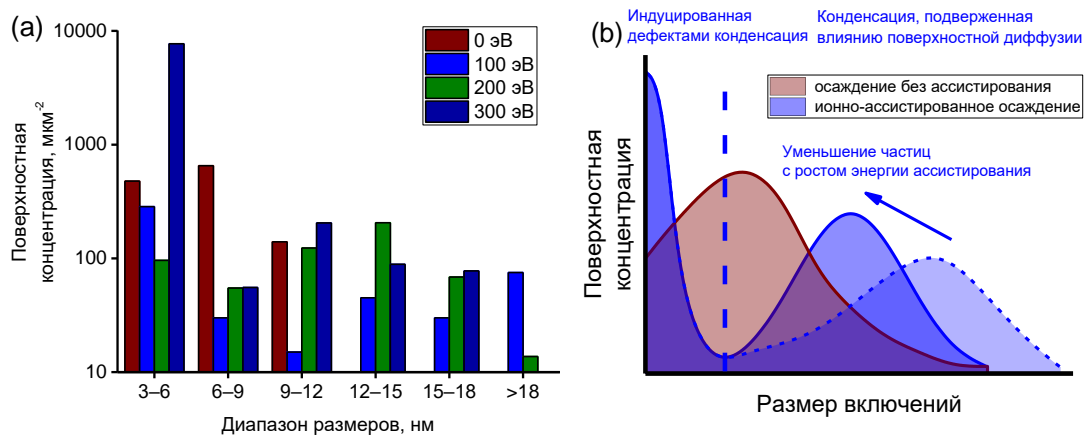 (a)
10000
1000
100
10
Поверхностная
концентрация, мкм-2
0 эВ
100 эВ
200 эВ
300 эВ
3–6
6–9
9–12
12–15
15–18
>18
Диапазон размеров, нм
(b)
Индуцированная
дефектами конденсация
Конденсация, подверженная
влиянию поверхностной диффузии
осаждение без ассистирования
ионно-ассистированное осаждение
Уменьшение частиц
с ростом энергии ассистирования
Поверхностная
концентрация
Размер включений